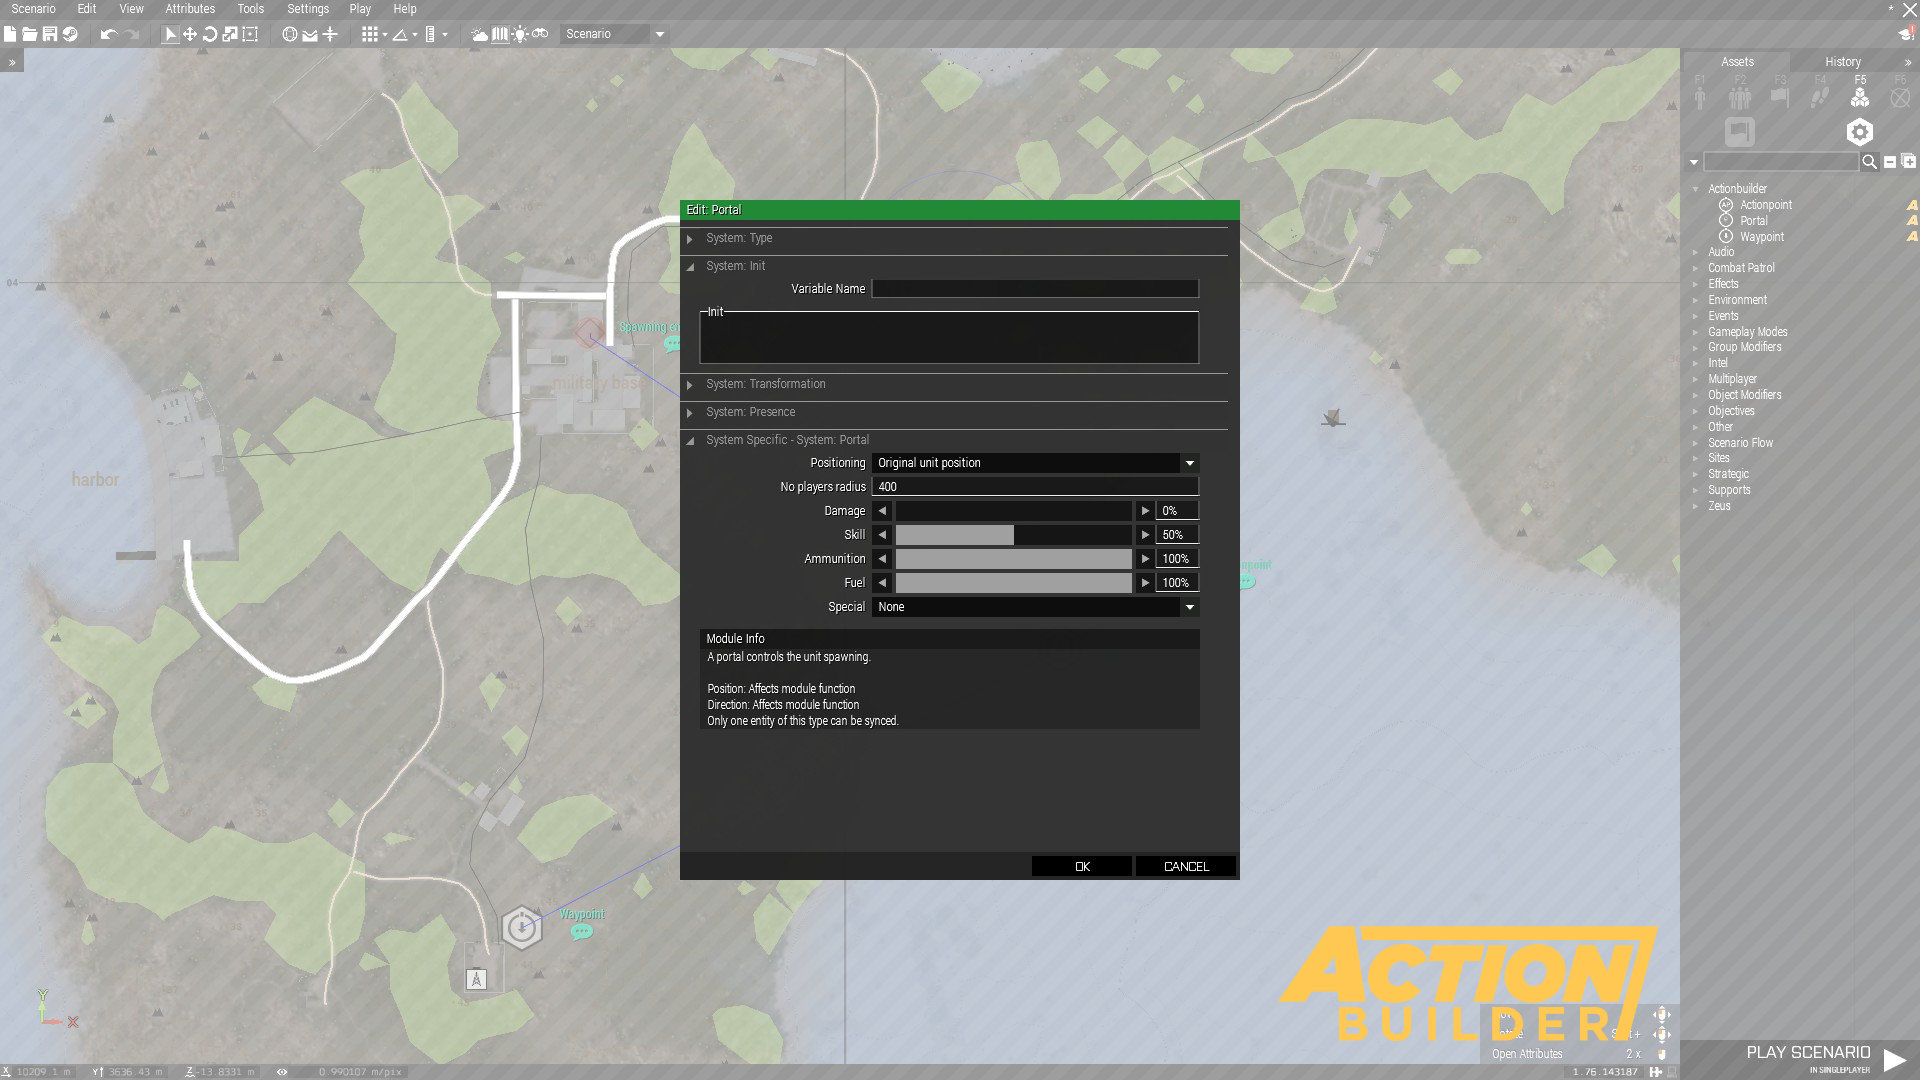 Scenario Edit View Attributes Tools Settings Play Help
Scenario
Assets History
F1 F2 F3 F4 F5 F6
Edit: Portal
System: Type
System: Init
Variable Name
Init
System: Transformation
System: Presence
System Specific - System: Portal
Positioning Original unit position
No players radius 400
Damage 0%
Skill 50%
Ammunition 100%
Fuel 100%
Special None
Module Info
A portal controls the unit spawning.
Position: Affects module function
Direction: Affects module function
Only one entity of this type can be synced.
OK CANCEL
Actionbuilder
Actionpoint
Portal
Waypoint
Audio
Combat Patrol
Effects
Environment
Events
Gameplay Modes
Group Modifiers
Intel
Multiplayer
Object Modifiers
Objectives
Other
Scenario Flow
Sites
Strategic
Supports
Zeus
04
Spawning
military base
harbor
Waypoint
ACTION
BUILDER
Open Attributes 2 x
PLAY SCENARIO
IN SINGLEPLAYER
X 10209.1 m Y 3636.43 m Z -13.8331 m 0.990107 m/pix
1.76.143187